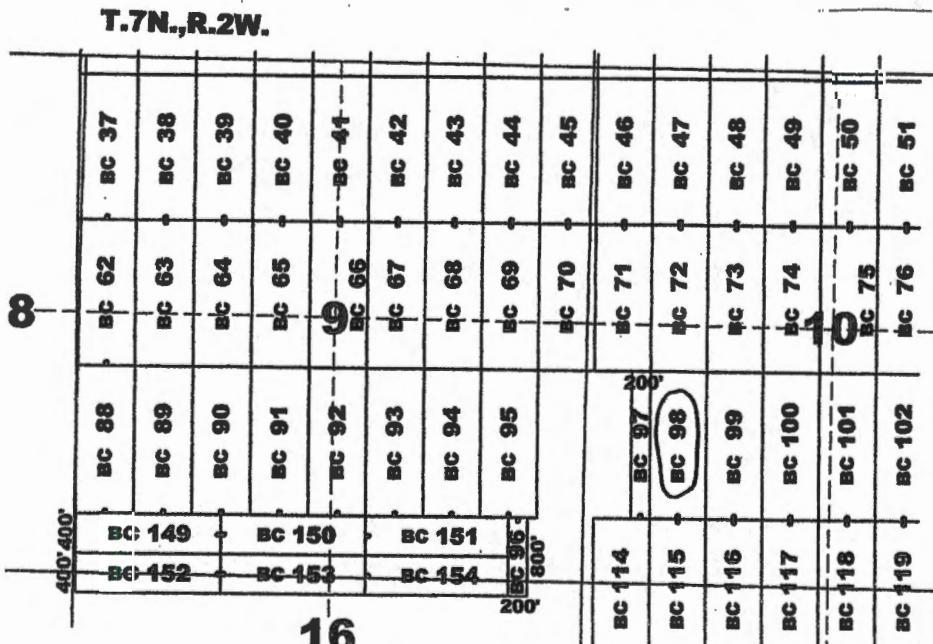 T.7N.,R.2W.
BC 37
BC 38
BC 39
BC 40
BC 41
BC 42
BC 43
BC 44
BC 45
BC 46
BC 47
BC 48
BC 49
BC 50
BC 51
BC 62
BC 63
BC 64
BC 65
BC 66
BC 67
BC 68
BC 69
BC 70
BC 71
BC 72
BC 73
BC 74
BC 75
BC 76
8
9
10
200'
BC 88
BC 89
BC 90
BC 91
BC 92
BC 93
BC 94
BC 95
BC 97
BC 98
BC 99
BC 100
BC 101
BC 102
400'
BC 149
BC 150
BC 151
BC 96
800'
400'
BC 152
BC 153
BC 154
200'
BC 114
BC 115
BC 116
BC 117
BC 118
BC 119
16